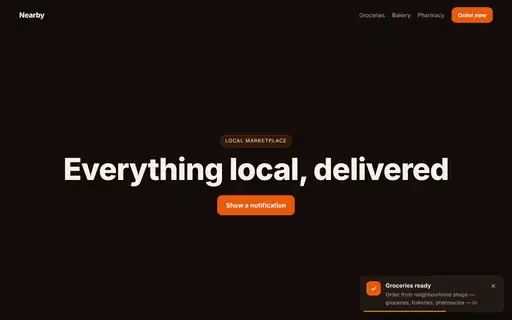 Nearby
Groceries Bakery Pharmacy Order now
LOCAL MARKETPLACE
Everything local, delivered
Show a notification
Groceries ready
Order from neighbourhood shops —
groceries, bakeries, pharmacies — in